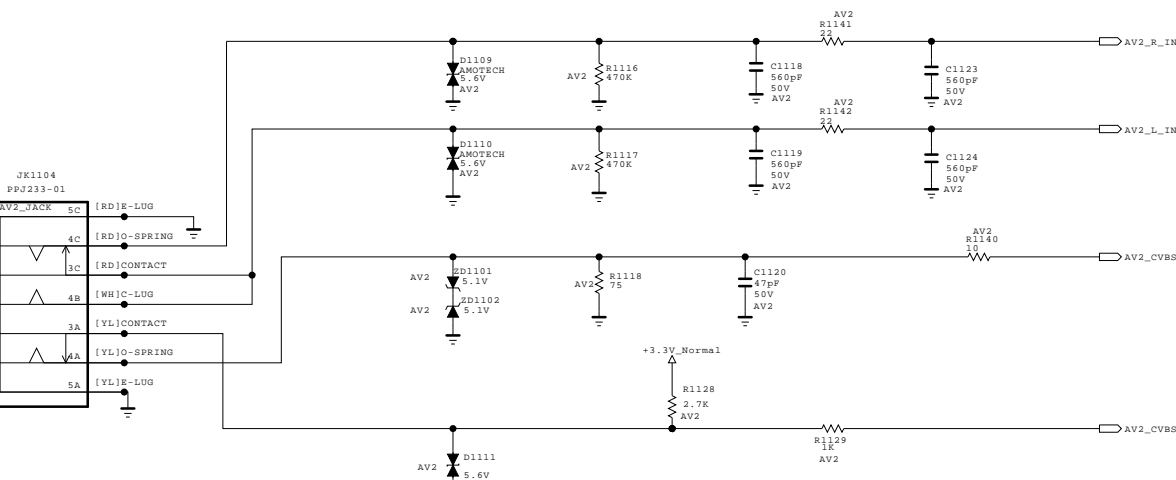 AV2
R1141
22
AV2_R_IN
D1109
AMOTECH
5.6V
AV2
AV2
R1116
470K
C1118
560pF
50V
AV2
C1123
560pF
50V
AV2
AV2
R1142
22
AV2_L_IN
D1110
AMOTECH
5.6V
AV2
AV2
R1117
470K
C1119
560pF
50V
AV2
C1124
560pF
50V
AV2
JK1104
PPJ233-01
AV2_JACK
5C
[RD]E-LUG
4C
[RD]O-SPRING
3C
[RD]CONTACT
4B
[WH]C-LUG
3A
[YL]CONTACT
4A
[YL]O-SPRING
5A
[YL]E-LUG
AV2
R1140
10
AV2_CVBS
AV2
ZD1101
5.1V
AV2
ZD1102
5.1V
AV2
R1118
75
C1120
47pF
50V
AV2
+3.3V_Normal
R1128
2.7K
AV2
R1129
1K
AV2
AV2_CVBS
AV2
D1111
5.6V